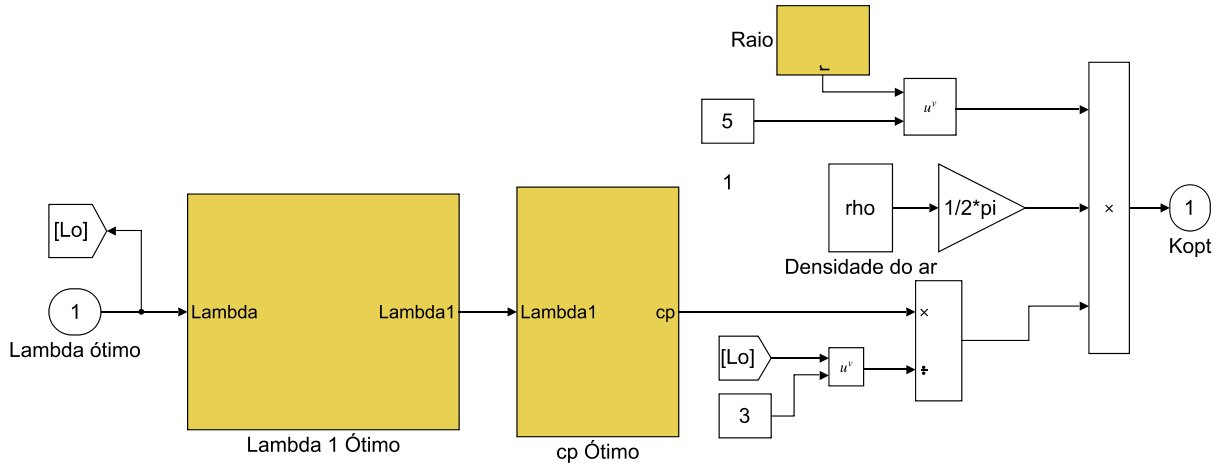 Raio
r
5
u^v
1
rho
1/2*pi
×
1
Kopt
Densidade do ar
[Lo]
1
Lambda ótimo
Lambda
Lambda1
Lambda 1 Ótimo
Lambda1
cp
cp Ótimo
×
÷
[Lo]
u^v
3